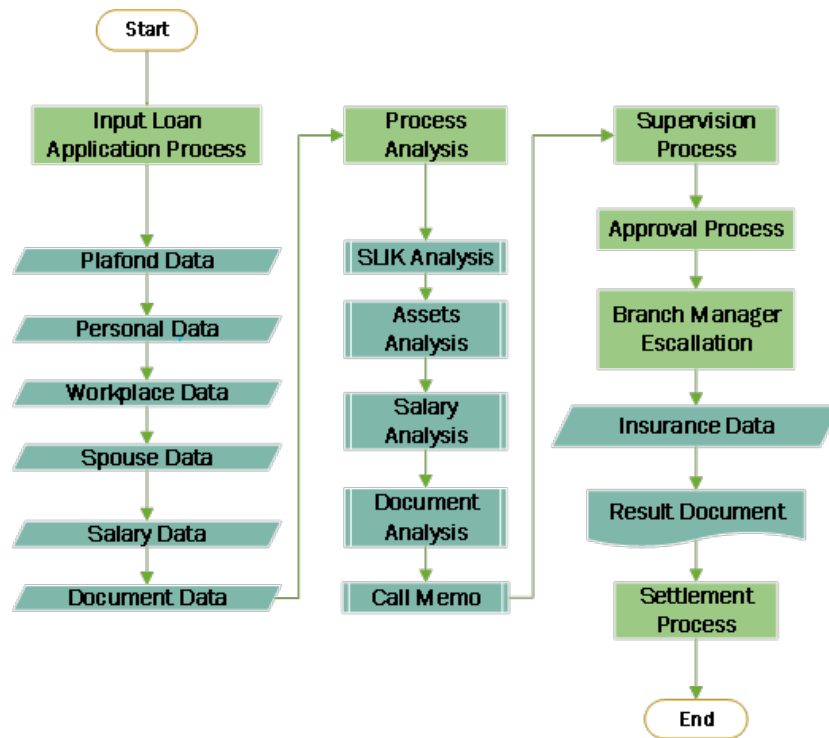 Start
Input Loan
Application Process
Plafond Data
Personal Data
Workplace Data
Spouse Data
Salary Data
Document Data
Process
Analysis
SLIK Analysis
Assets
Analysis
Salary
Analysis
Document
Analysis
Call Memo
Supervision
Process
Approval Process
Branch Manager
Escallation
Insurance Data
Result Document
Settlement
Process
End